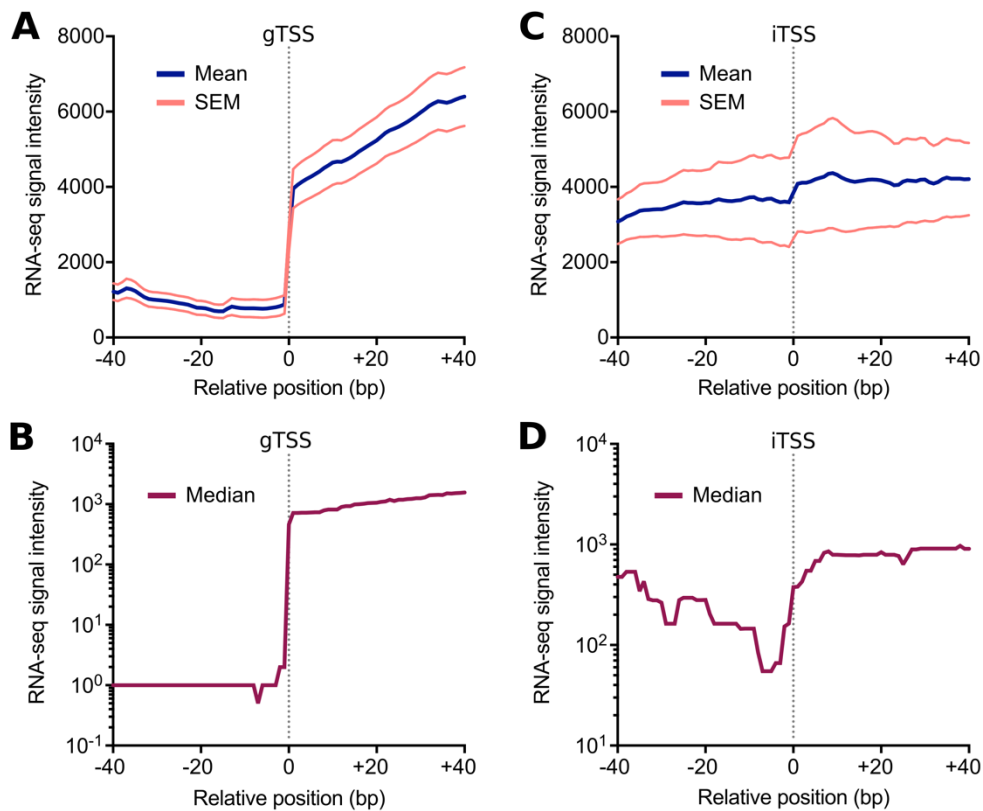 A
gTSS
8000
6000
4000
2000
0
RNA-seq signal intensity
Mean
SEM
-40
-20
0
+20
+40
Relative position (bp)
C
iTSS
8000
6000
4000
2000
0
RNA-seq signal intensity
Mean
SEM
-40
-20
0
+20
+40
Relative position (bp)
B
gTSS
10⁴
10³
10²
10¹
10⁰
10⁻¹
RNA-seq signal intensity
Median
-40
-20
0
+20
+40
Relative position (bp)
D
iTSS
10⁴
10³
10²
10¹
RNA-seq signal intensity
Median
-40
-20
0
+20
+40
Relative position (bp)